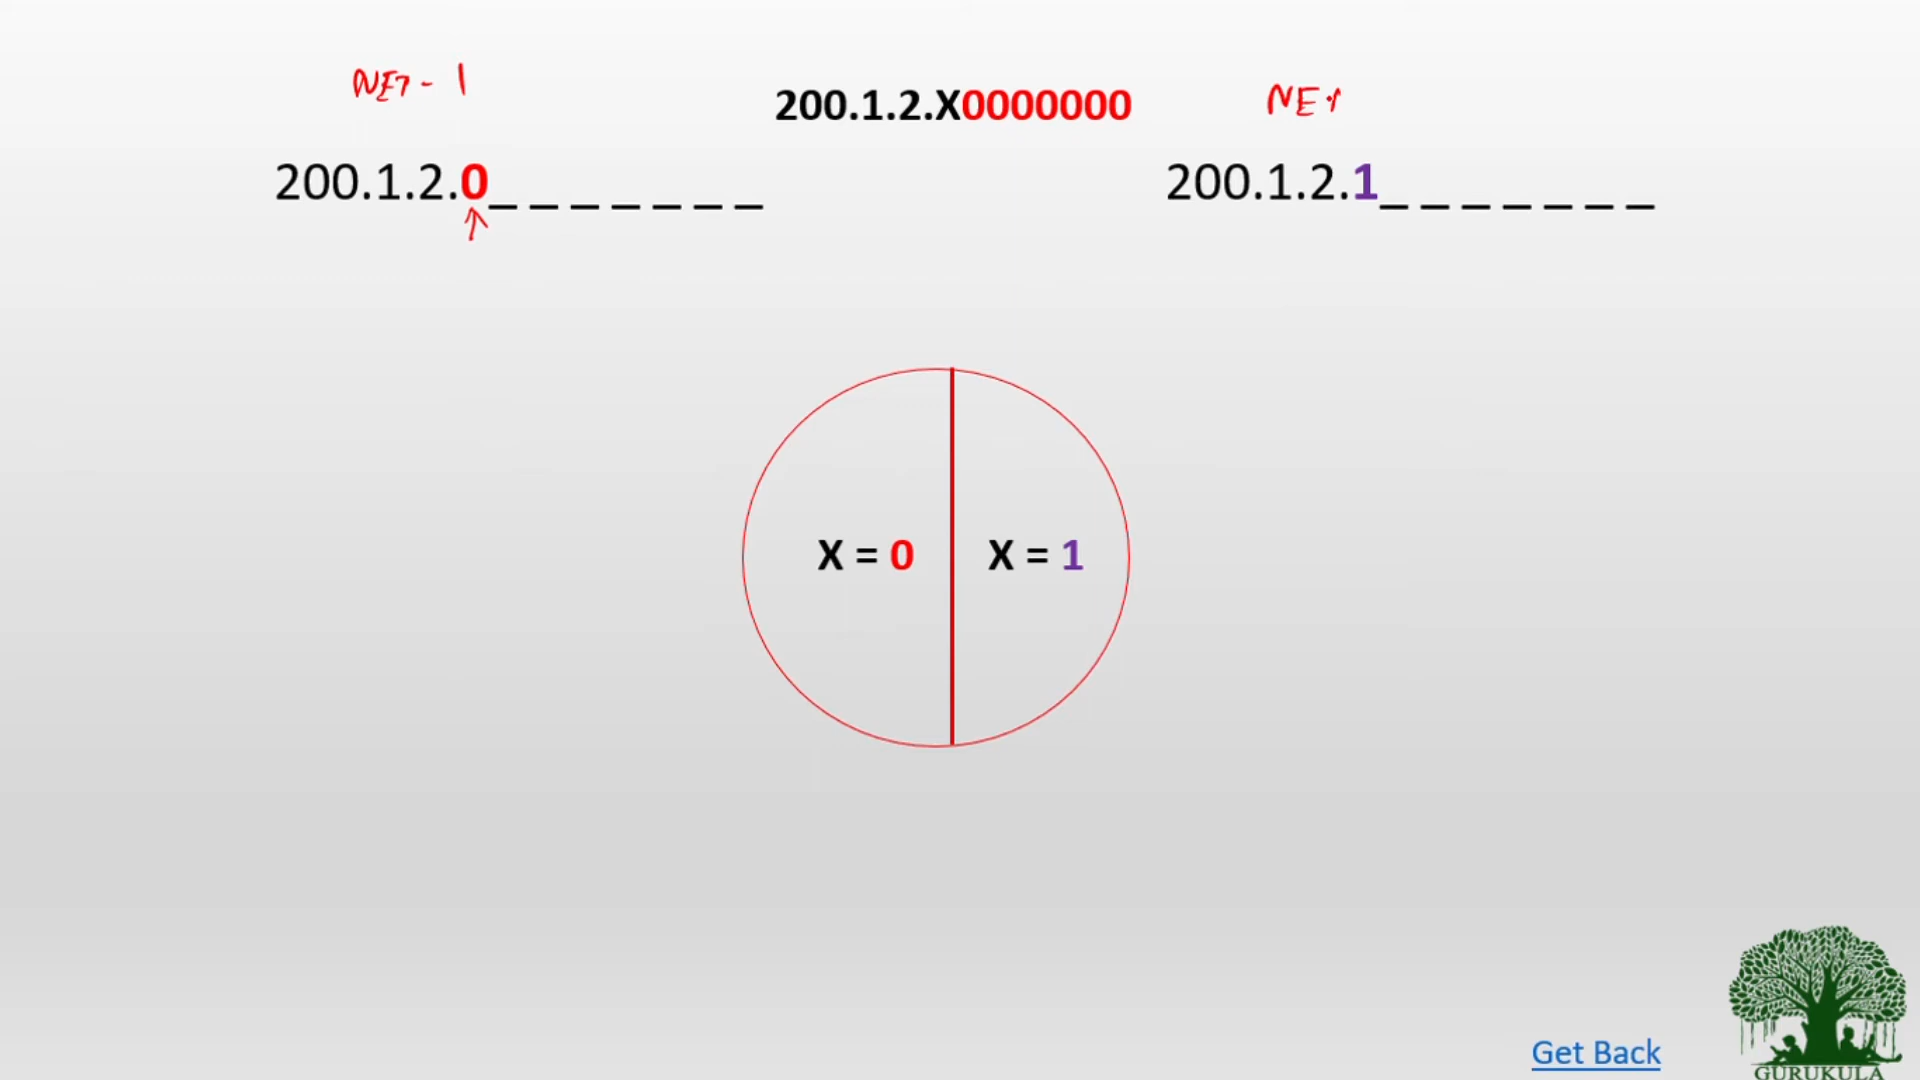 NET - 1
200.1.2.X0000000
NET
200.1.2.0_ _ _ _ _ _ _
200.1.2.1_ _ _ _ _ _ _
X = 0
X = 1
Get Back
GURUKULA